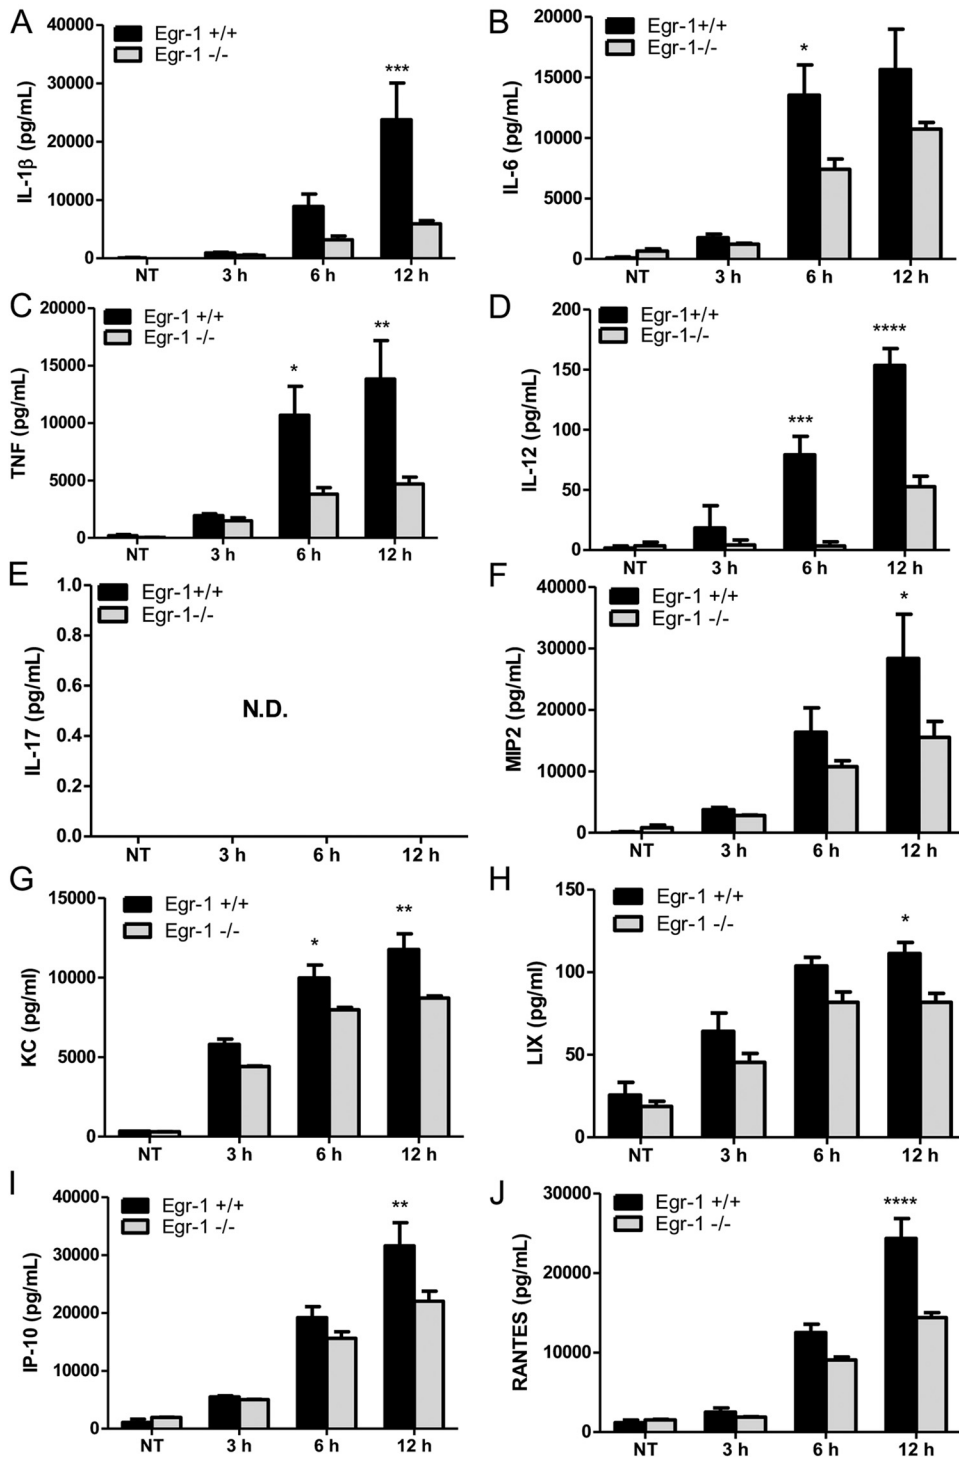 A
IL-1β (pg/mL)
40000
30000
20000
10000
0
Egr-1 +/+
Egr-1 -/-
***
NT 3 h 6 h 12 h
B
IL-6 (pg/mL)
20000
15000
10000
5000
0
Egr-1+/+
Egr-1-/-
*
NT 3 h 6 h 12 h
C
TNF (pg/mL)
20000
15000
10000
5000
0
Egr-1 +/+
Egr-1 -/-
* **
NT 3 h 6 h 12 h
D
IL-12 (pg/mL)
200
150
100
50
0
Egr-1+/+
Egr-1-/-
*** ****
NT 3 h 6 h 12 h
E
IL-17 (pg/mL)
1.0
0.8
0.6
0.4
0.2
0.0
Egr-1+/+
Egr-1-/-
N.D.
NT 3 h 6 h 12 h
F
MIP2 (pg/mL)
40000
30000
20000
10000
0
Egr-1 +/+
Egr-1 -/-
*
NT 3 h 6 h 12 h
G
KC (pg/ml)
15000
10000
5000
0
Egr-1 +/+
Egr-1 -/-
* **
NT 3 h 6 h 12 h
H
LIX (pg/ml)
150
100
50
0
Egr-1 +/+
Egr-1 -/-
*
NT 3 h 6 h 12 h
I
IP-10 (pg/mL)
40000
30000
20000
10000
0
Egr-1 +/+
Egr-1 -/-
**
NT 3 h 6 h 12 h
J
RANTES (pg/mL)
30000
20000
10000
0
Egr-1 +/+
Egr-1 -/-
****
NT 3 h 6 h 12 h